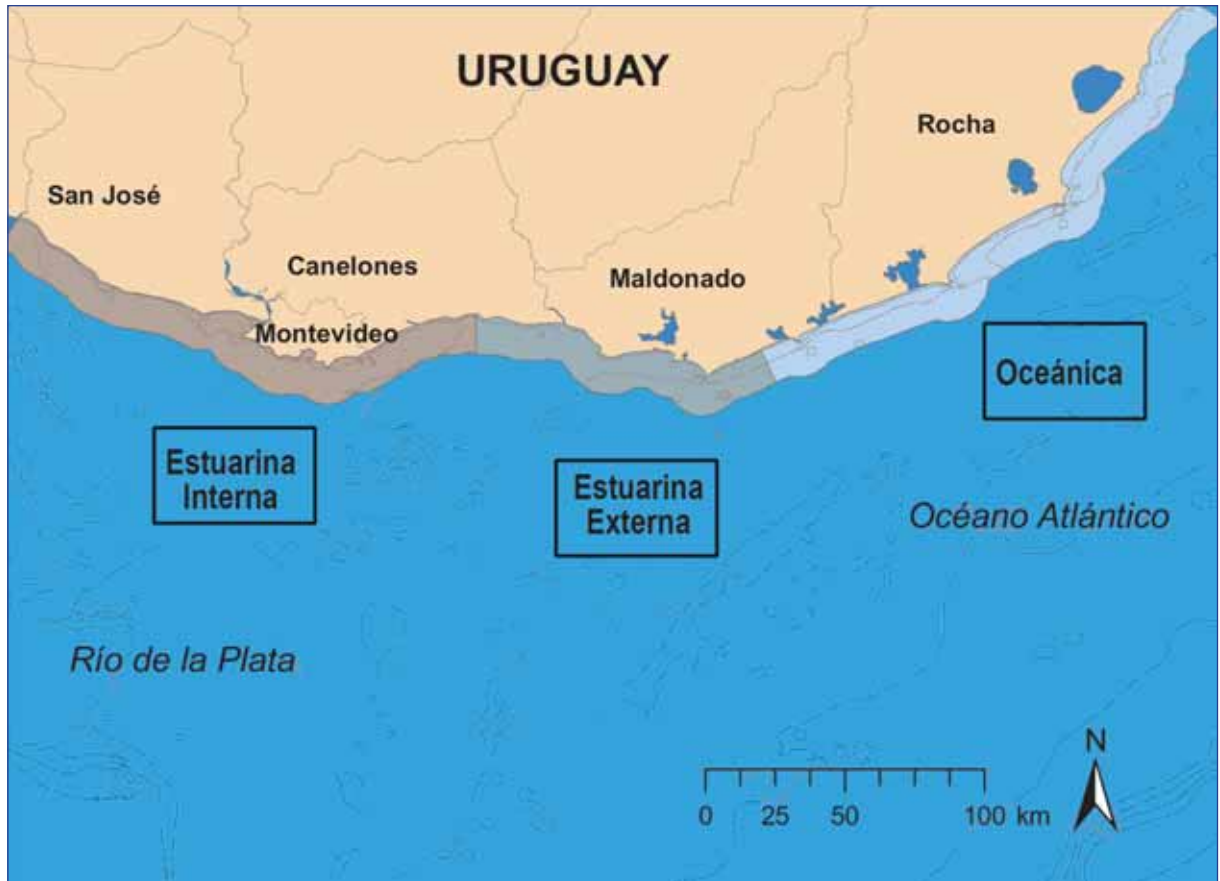 URUGUAY
Rocha
San José
Canelones
Maldonado
Montevideo
Oceánica
Estuarina
Interna
Estuarina
Externa
Océano Atlántico
Río de la Plata
N
0 25 50 100 km